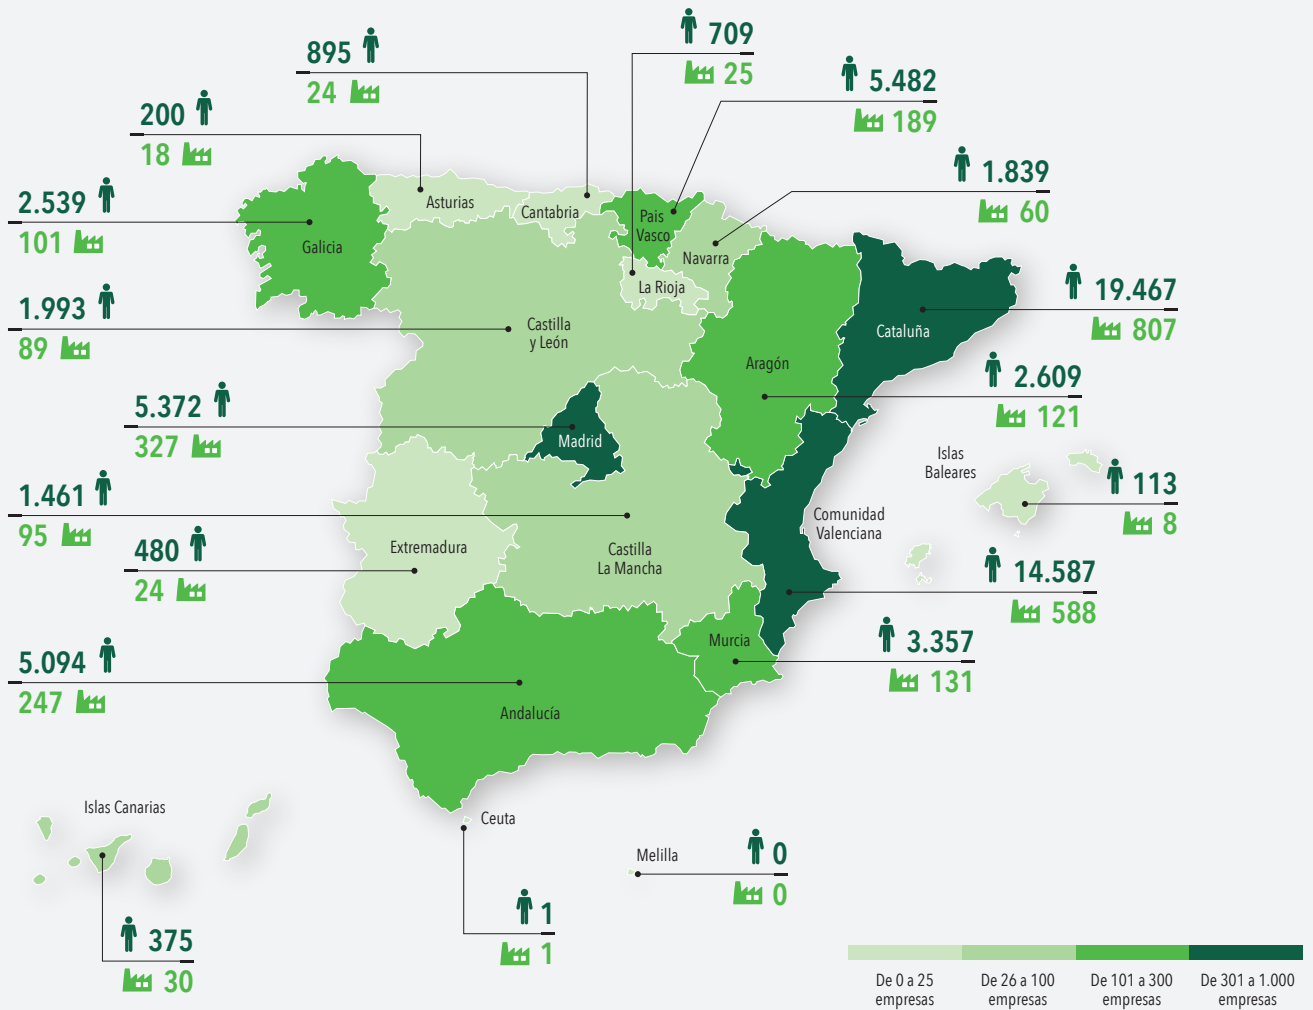 709
25
895
24
5.482
189
200
18
1.839
60
2.539
101
Asturias
Cantabria
Pais
Vasco
Galicia
Navarra
La Rioja
19.467
807
1.993
89
Castilla
y León
Cataluña
Aragón
2.609
121
5.372
327
Madrid
Islas
Baleares
113
8
1.461
95
Comunidad
Valenciana
480
24
Extremadura
Castilla
La Mancha
14.587
588
Murcia
3.357
131
5.094
247
Andalucía
Islas Canarias
Ceuta
Melilla
0
0
1
1
375
30
De 0 a 25
empresas
De 26 a 100
empresas
De 101 a 300
empresas
De 301 a 1.000
empresas